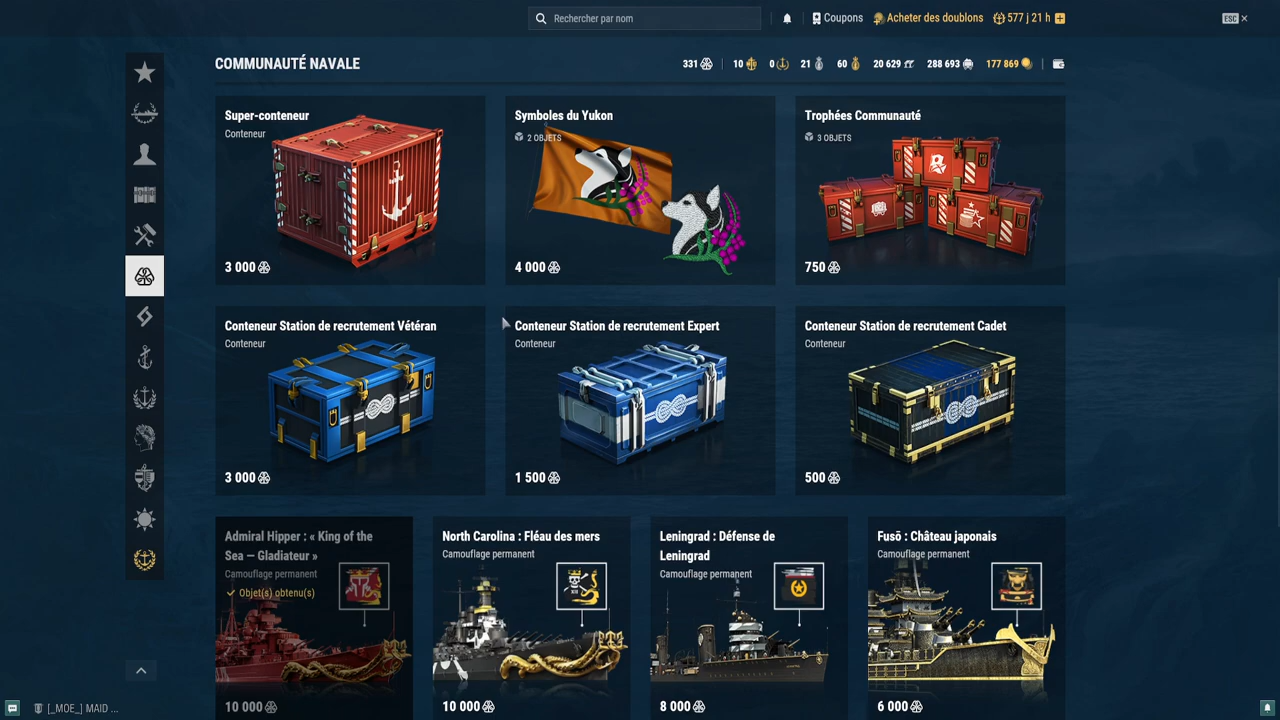 Rechercher par nom
Coupons
Acheter des doublons
577 j 21 h
ESC
COMMUNAUTÉ NAVALE
331
10
0
21
60
20 629
288 693
177 869
Super-conteneur
Conteneur
3 000
Symboles du Yukon
2 OBJETS
4 000
Trophées Communauté
3 OBJETS
750
Conteneur Station de recrutement Vétéran
Conteneur
3 000
Conteneur Station de recrutement Expert
Conteneur
1 500
Conteneur Station de recrutement Cadet
Conteneur
500
Admiral Hipper : « King of the
Sea – Gladiateur »
Camouflage permanent
Objet(s) obtenu(s)
10 000
North Carolina : Fléau des mers
Camouflage permanent
10 000
Leningrad : Défense de
Leningrad
Camouflage permanent
8 000
Fusō : Château japonais
Camouflage permanent
6 000
[_MOE_] MAID ...